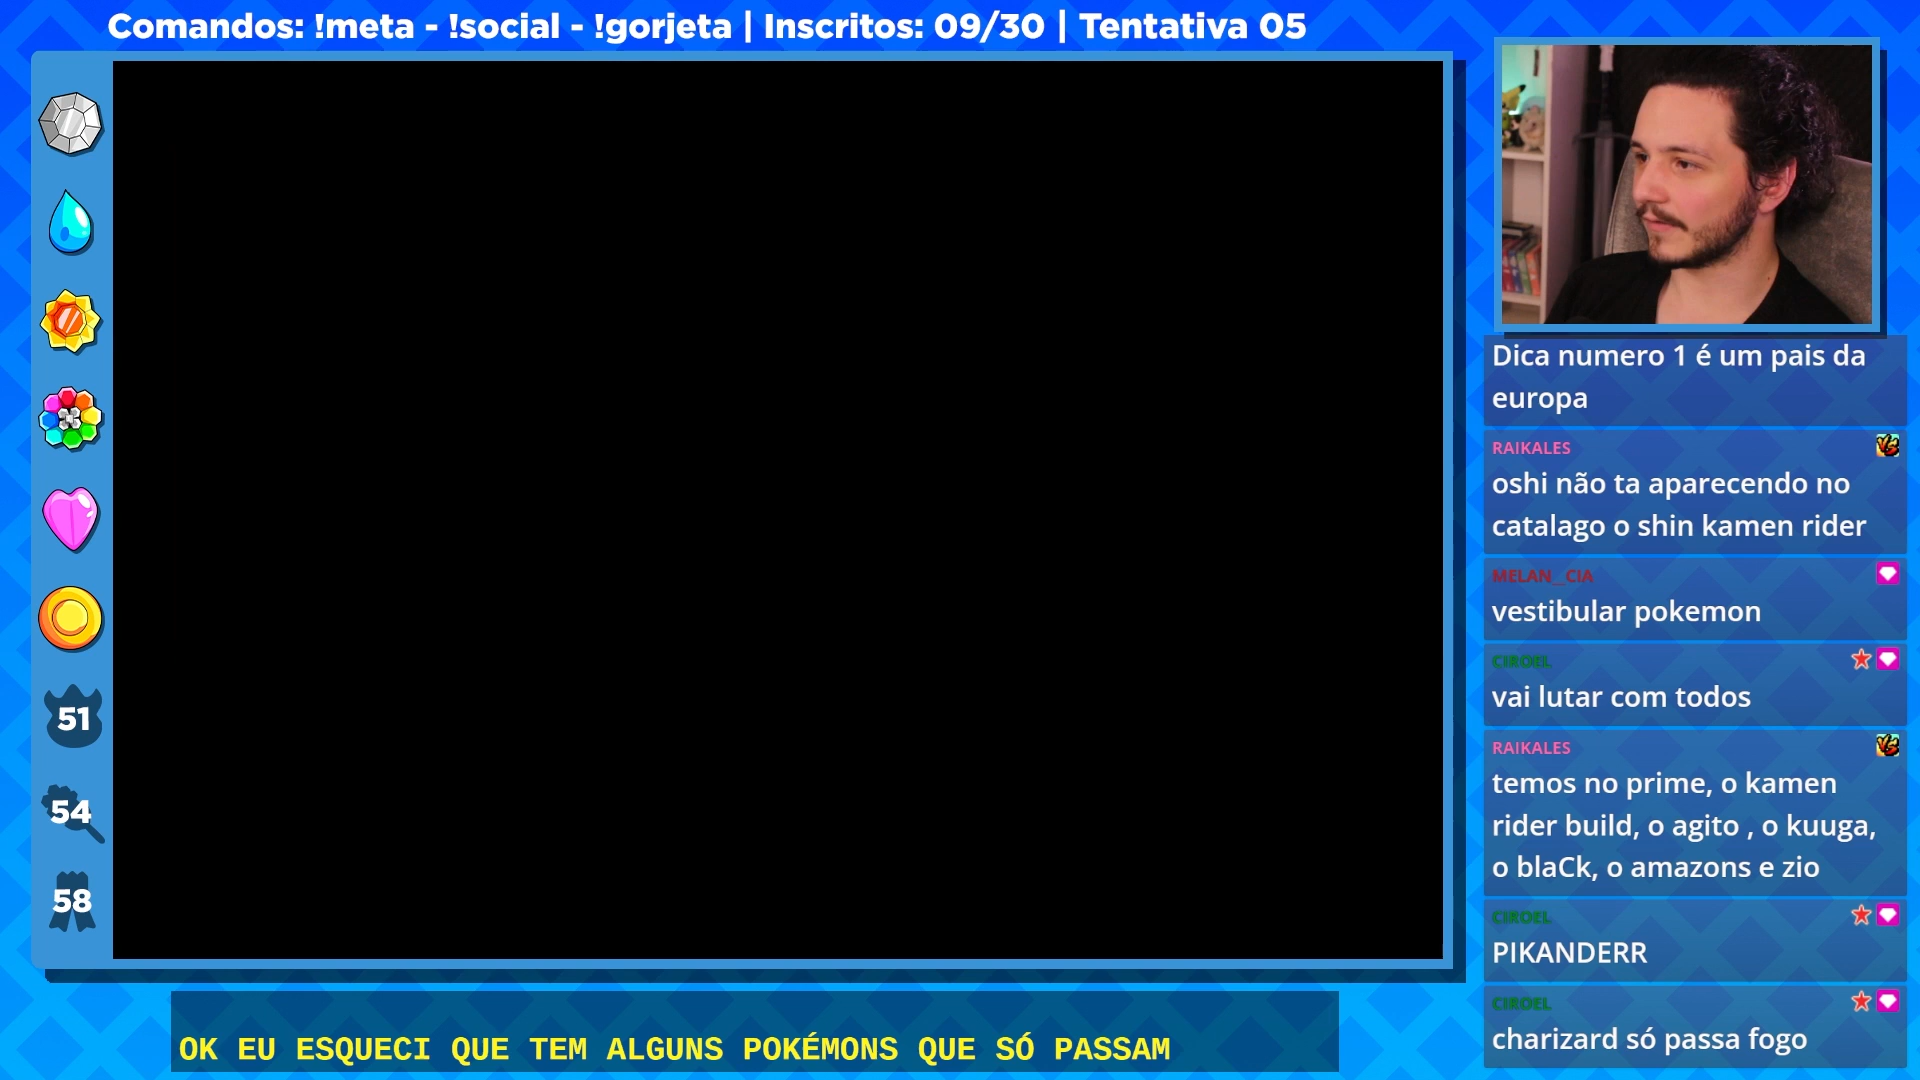 Comandos: !meta - !social - !gorjeta | Inscritos: 09/30 | Tentativa 05
51
54
58
Dica numero 1 é um pais da
europa
RAIKALES
oshi não ta aparecendo no
catalago o shin kamen rider
MELAN__CIA
vestibular pokemon
CIROEL
vai lutar com todos
RAIKALES
temos no prime, o kamen
rider build, o agito , o kuuga,
o blaCk, o amazons e zio
CIROEL
PIKANDERR
CIROEL
charizard só passa fogo
OK EU ESQUECI QUE TEM ALGUNS POKÉMONS QUE SÓ PASSAM